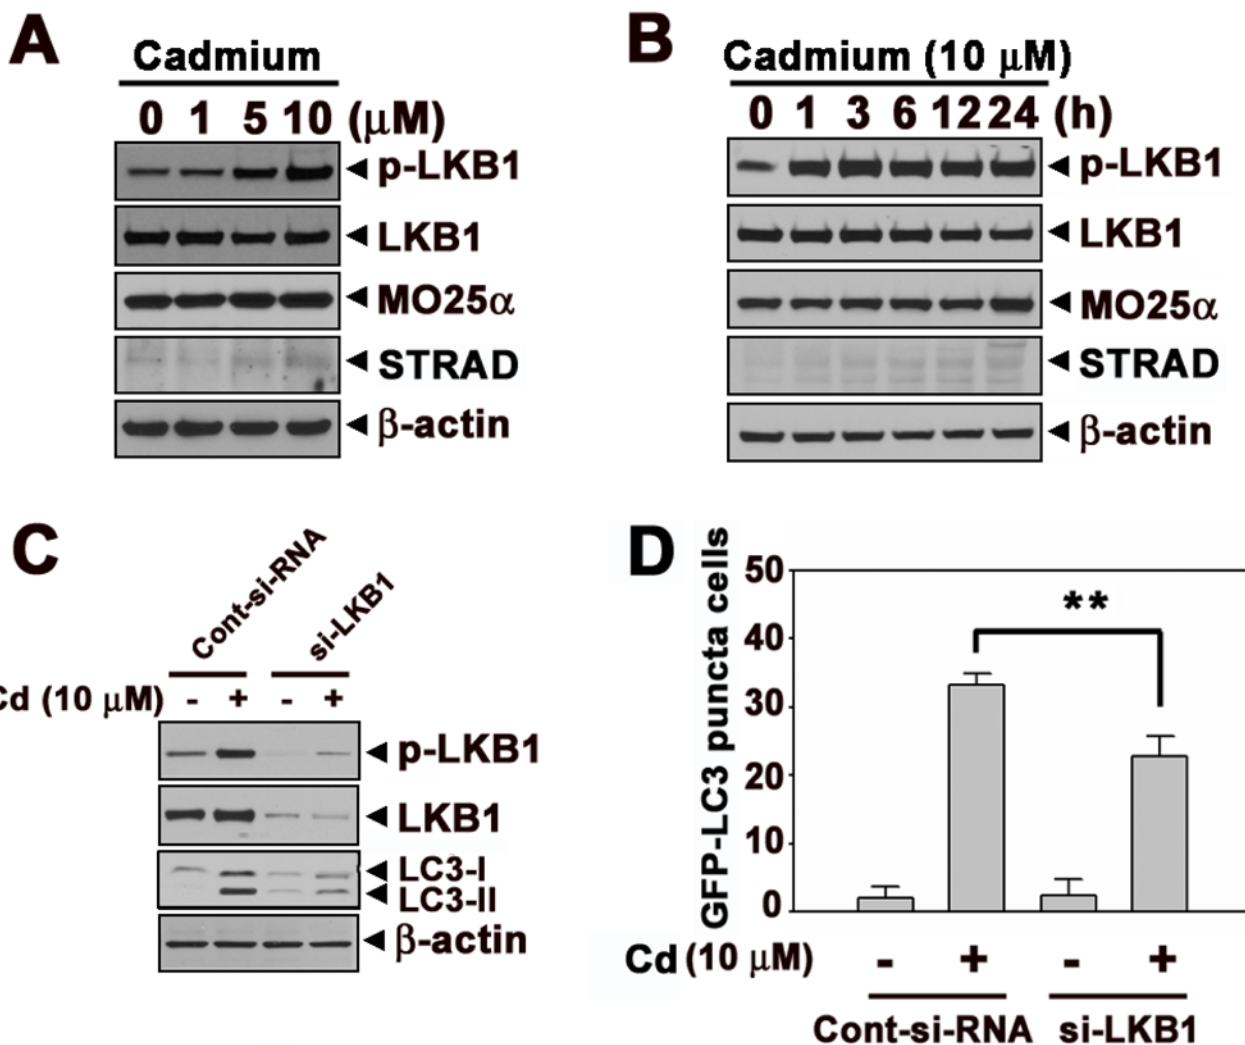 A
Cadmium
0 1 5 10 (μM)
p-LKB1
LKB1
MO25α
STRAD
β-actin
B
Cadmium (10 μM)
0 1 3 6 12 24 (h)
p-LKB1
LKB1
MO25α
STRAD
β-actin
C
Cont-si-RNA
si-LKB1
Cd (10 μM) - + - +
p-LKB1
LKB1
LC3-I
LC3-II
β-actin
D
GFP-LC3 puncta cells
50
40
30
20
10
0
**
Cd (10 μM) - + - +
Cont-si-RNA si-LKB1